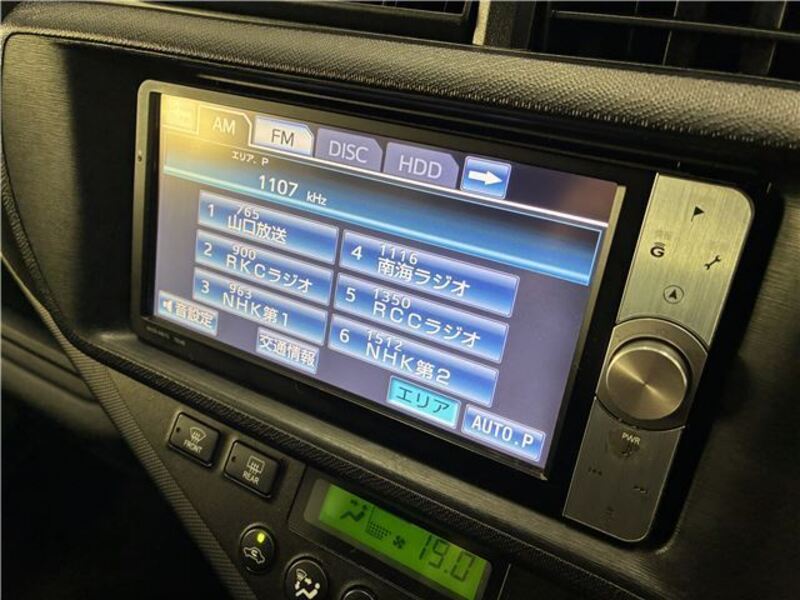 AM
FM
DISC
HDD
エリア.P
1107 kHz
1 765 山口放送
2 900 RKCラジオ
3 963 NHK第1
4 1116 南海ラジオ
5 1350 RCCラジオ
6 1512 NHK第2
音設定
交通情報
エリア
AUTO.P
G
PWR
FRONT
REAR
19.0